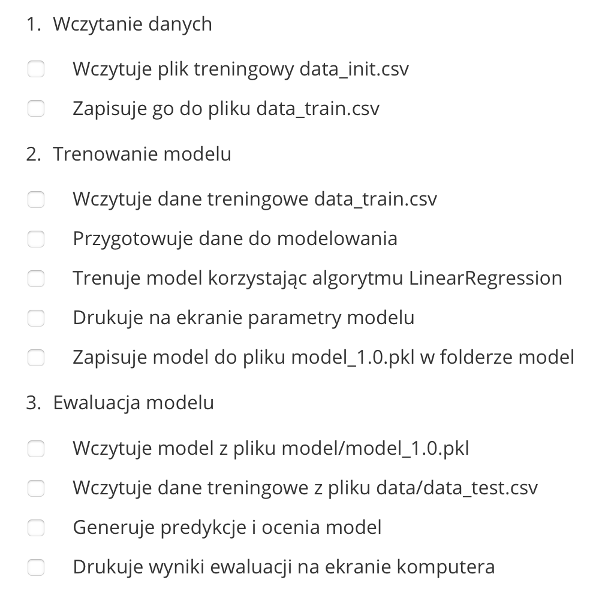 1. Wczytanie danych
Wczytuje plik treningowy data_init.csv
Zapisuje go do pliku data_train.csv
2. Trenowanie modelu
Wczytuje dane treningowe data_train.csv
Przygotowuje dane do modelowania
Trenuje model korzystając algorytmu LinearRegression
Drukuje na ekranie parametry modelu
Zapisuje model do pliku model_1.0.pkl w folderze model
3. Ewaluacja modelu
Wczytuje model z pliku model/model_1.0.pkl
Wczytuje dane treningowe z pliku data/data_test.csv
Generuje predykcje i ocenia model
Drukuje wyniki ewaluacji na ekranie komputera